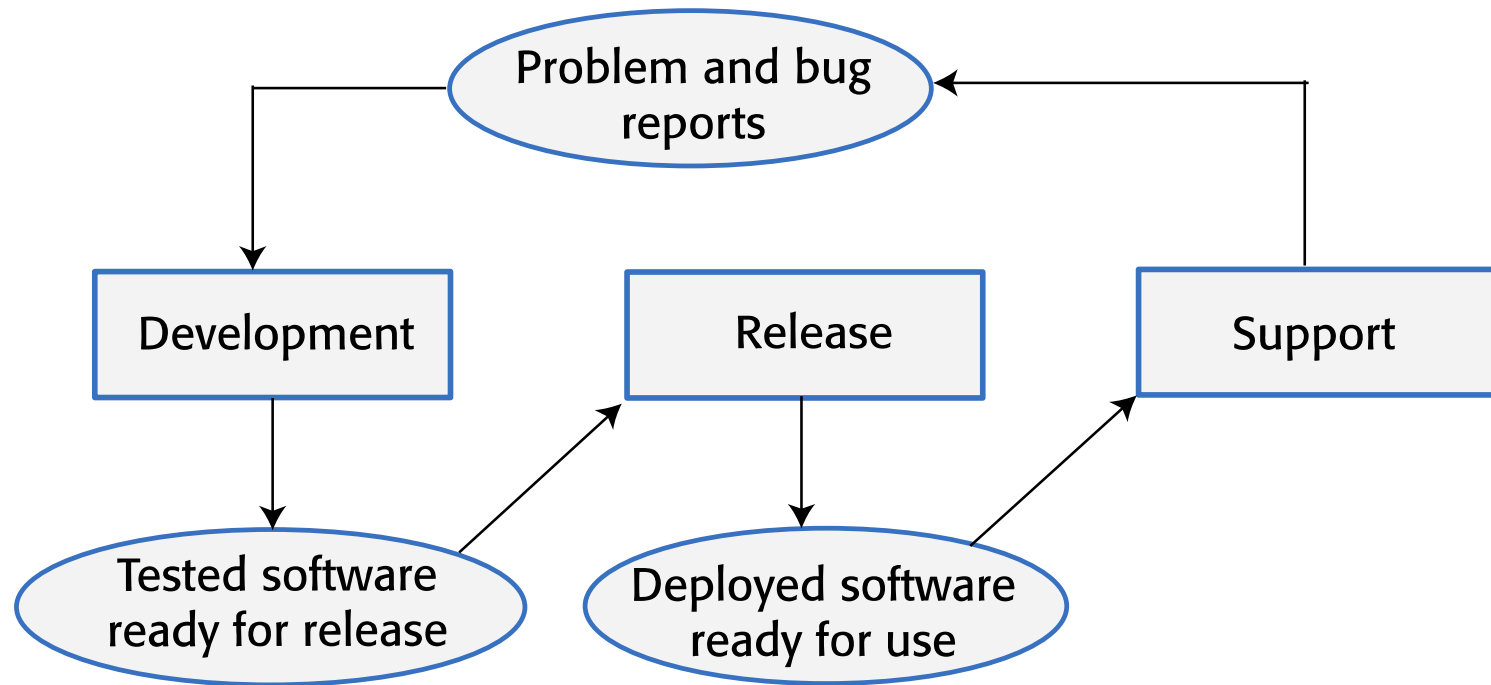 Problem and bug
reports
Development
Release
Support
Tested software
ready for release
Deployed software
ready for use